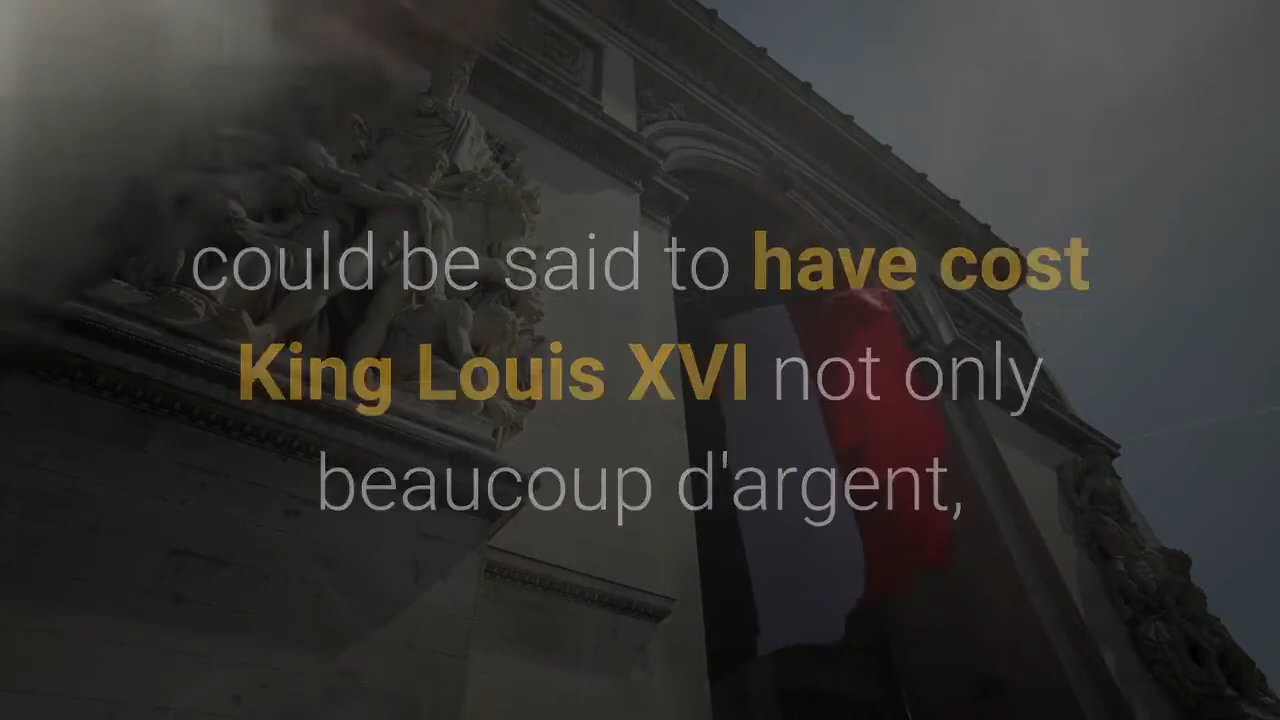 could be said to have cost
King Louis XVI not only
beaucoup d'argent,